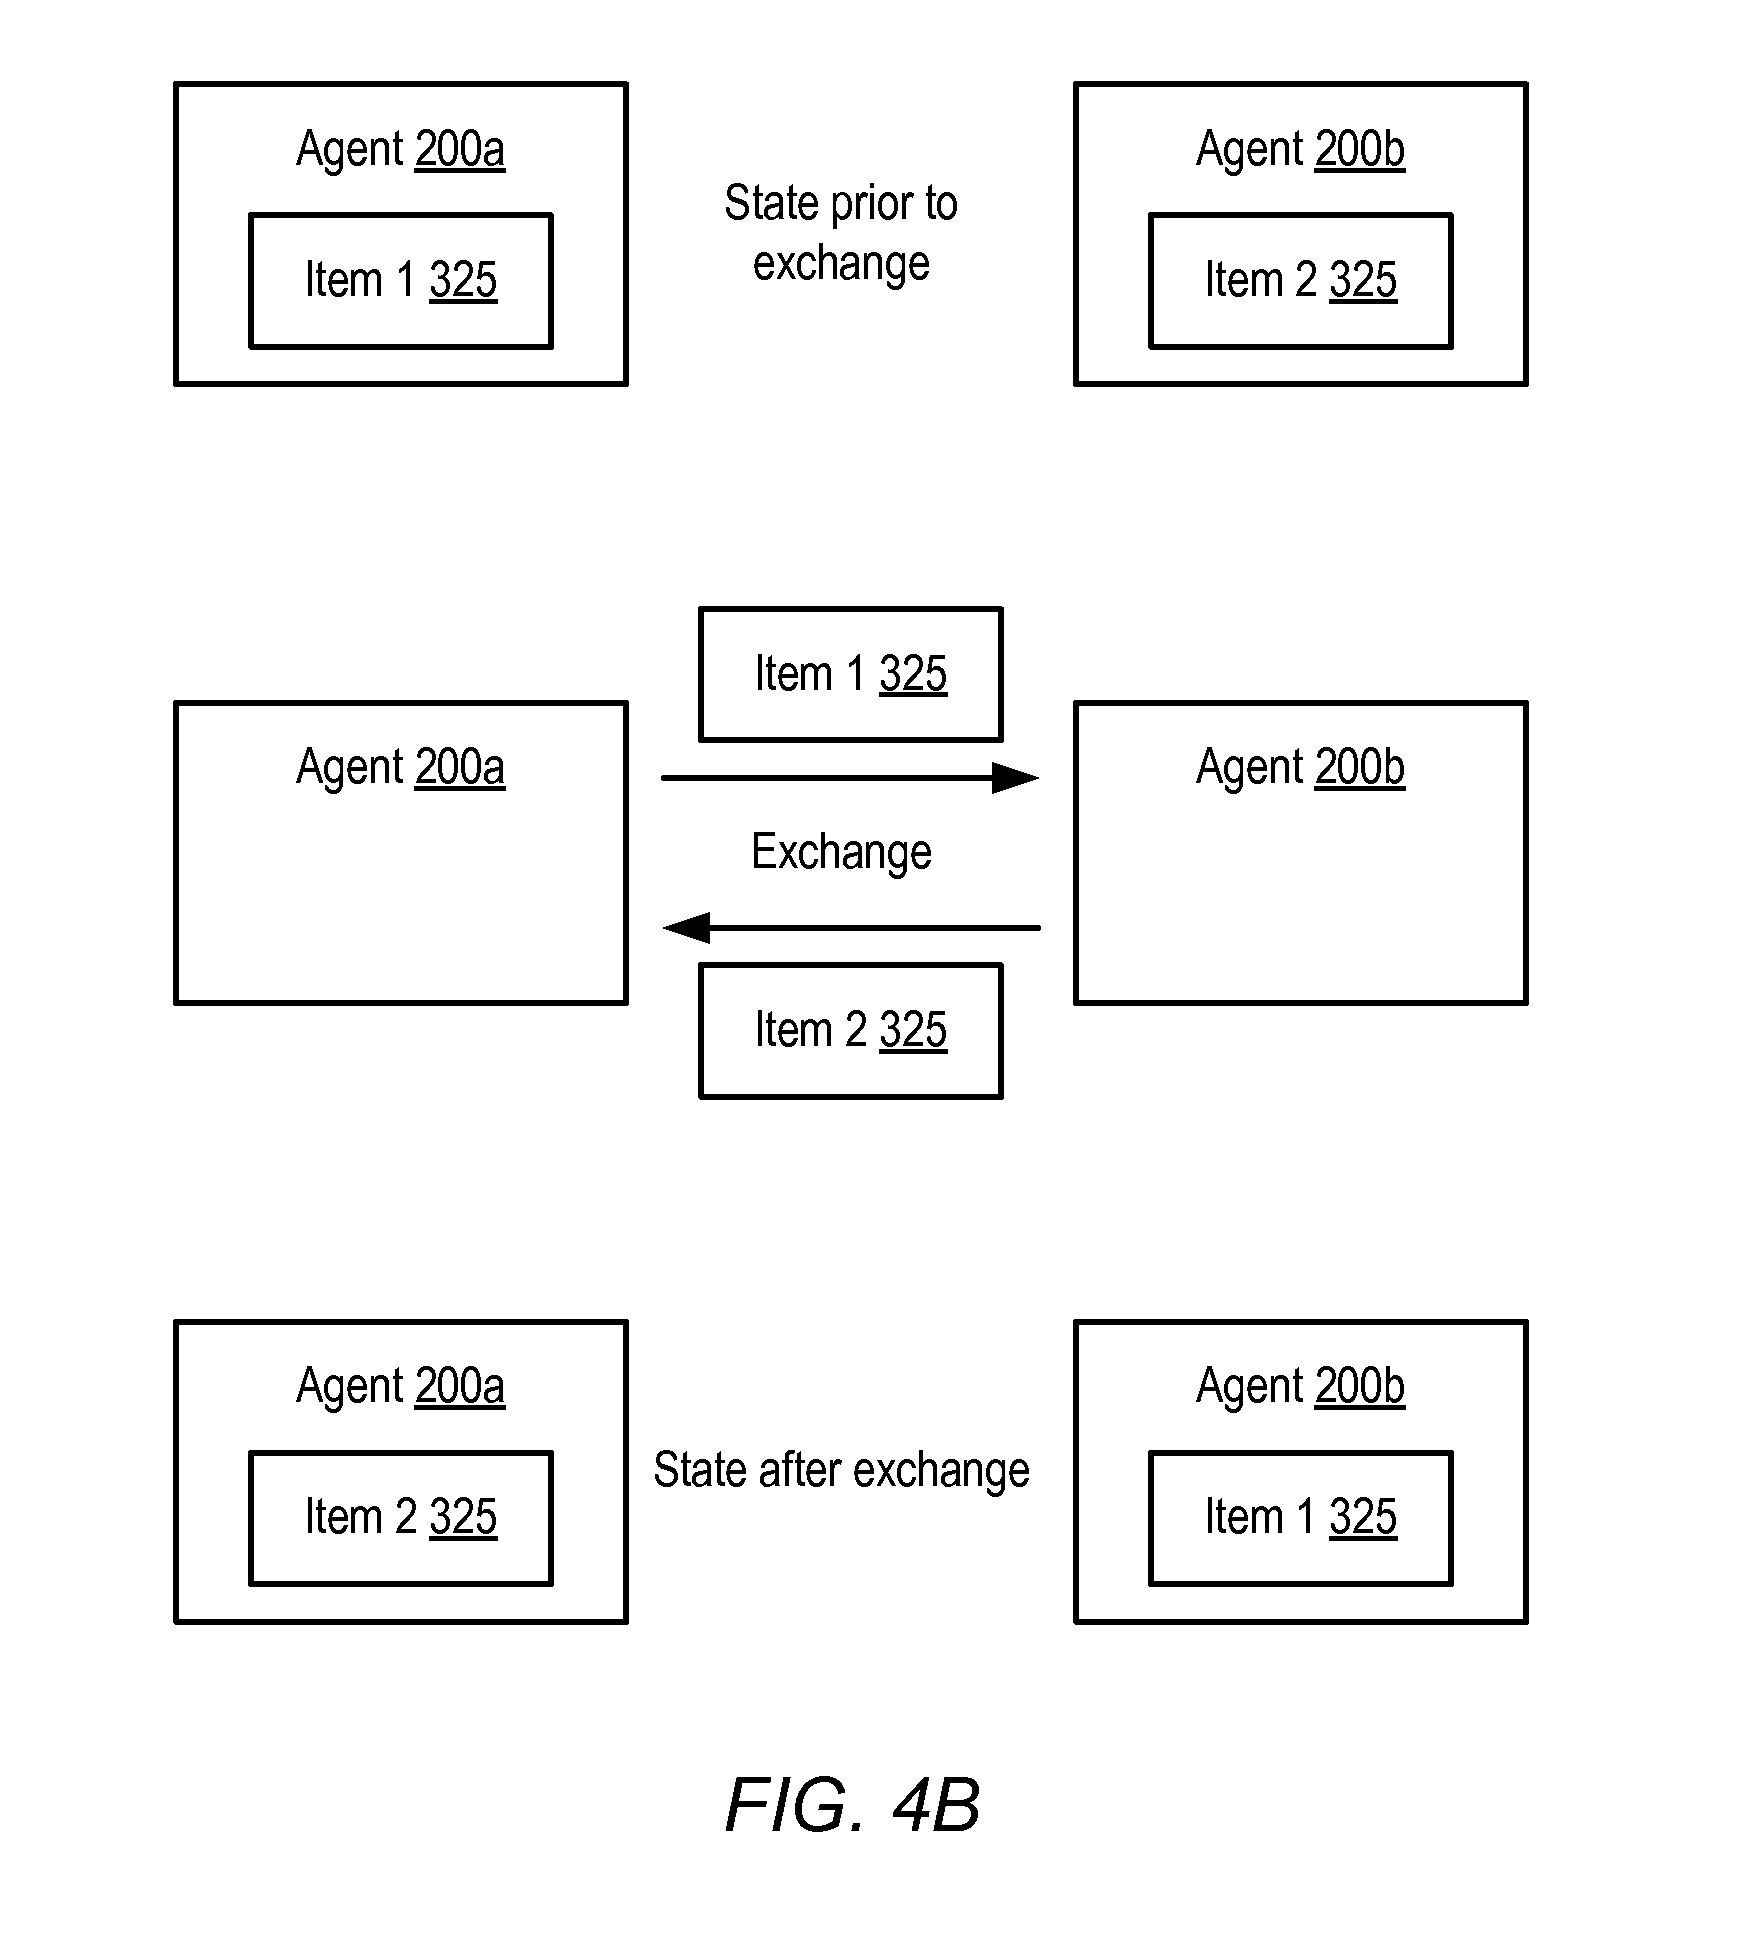 Agent 200a
Item 1 325
State prior to
exchange
Agent 200b
Item 2 325
Item 1 325
Agent 200a
Exchange
Agent 200b
Item 2 325
Agent 200a
Item 2 325
State after exchange
Agent 200b
Item 1 325
FIG. 4B